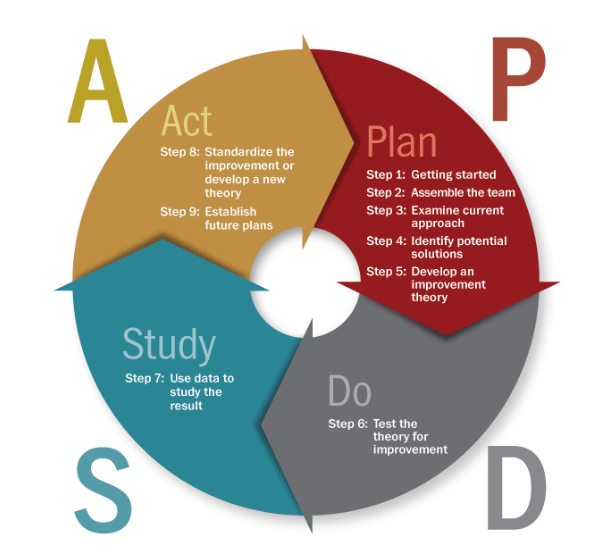 A
P
Act
Step 8: Standardize the
improvement or
develop a new
theory
Step 9: Establish
future plans
Plan
Step 1: Getting started
Step 2: Assemble the team
Step 3: Examine current
approach
Step 4: Identify potential
solutions
Step 5: Develop an
improvement
theory
Study
Step 7: Use data to
study the
result
Do
Step 6: Test the
theory for
improvement
S
D